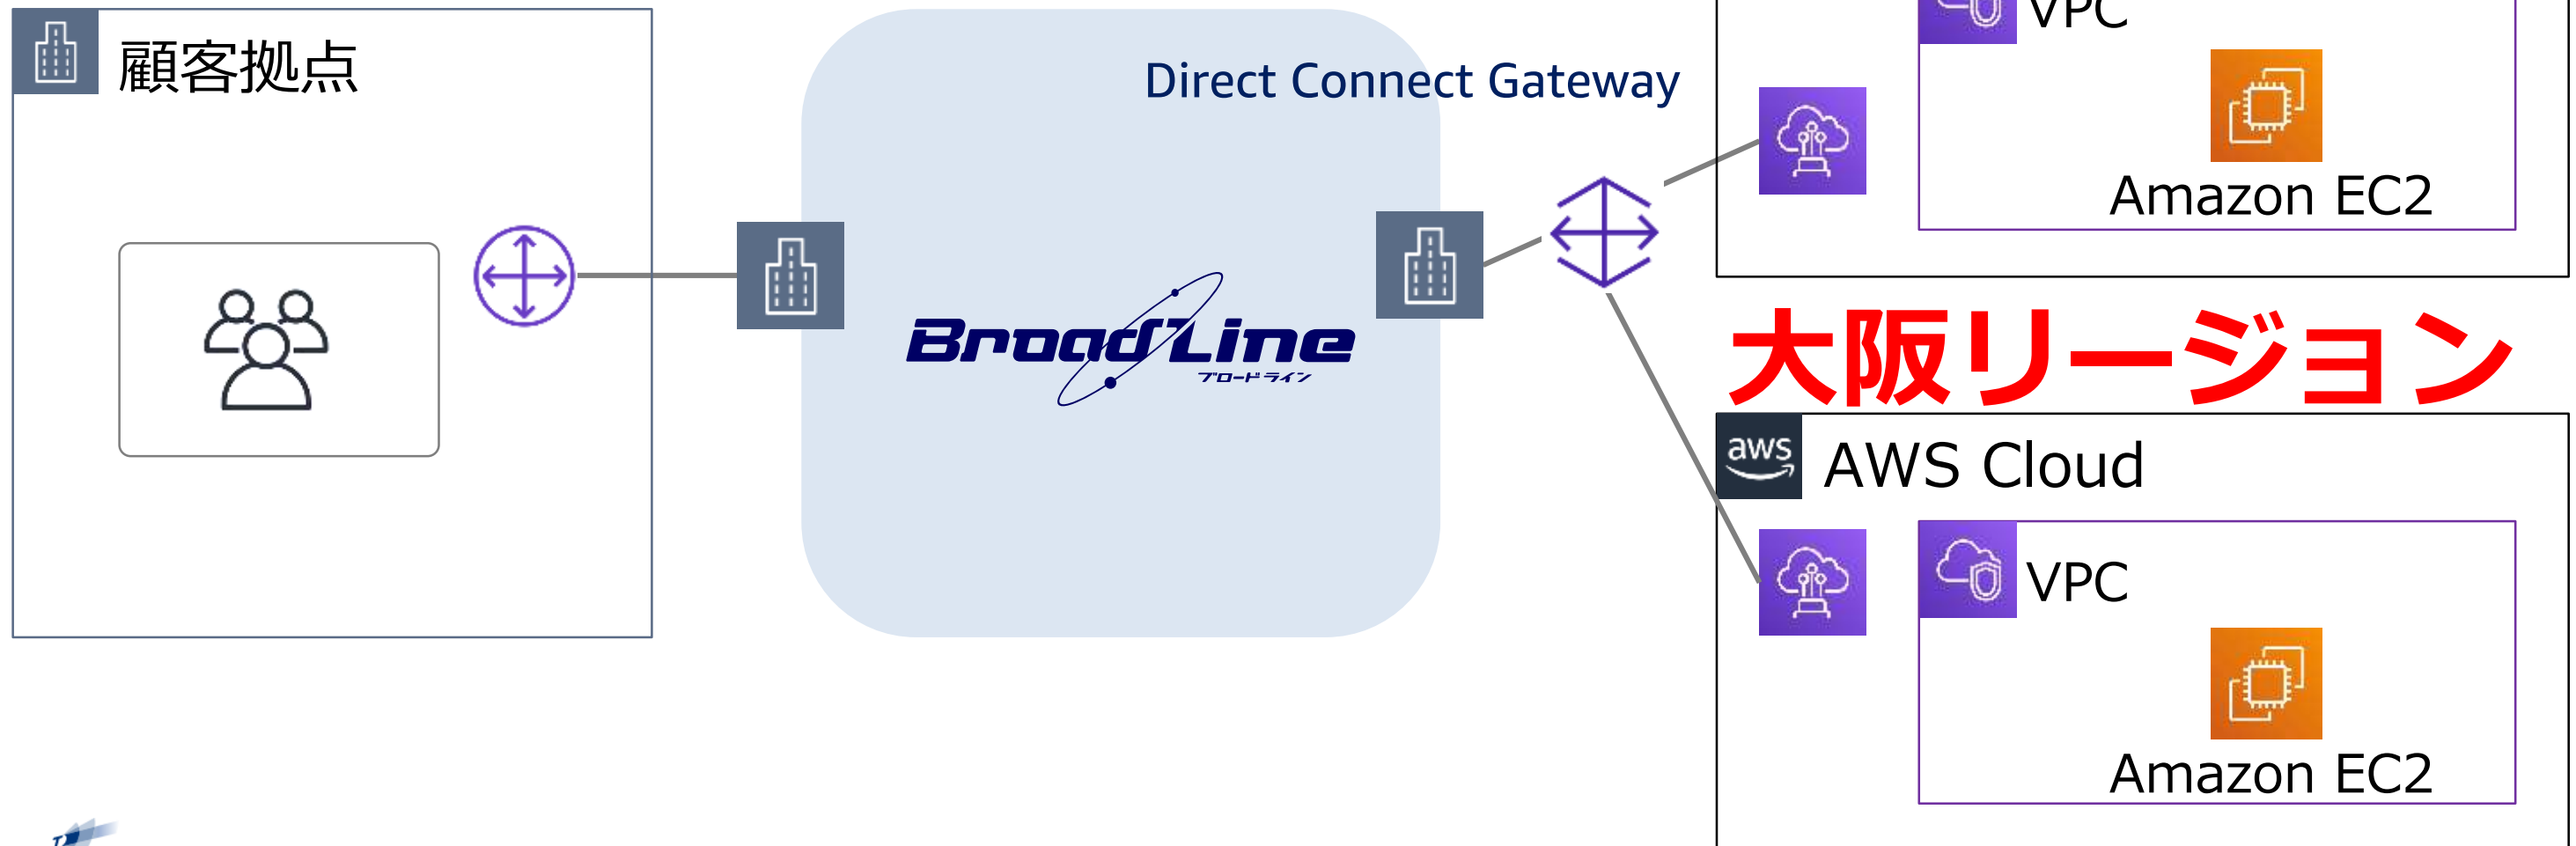 顧客拠点
Direct Connect Gateway
BroadLine
ブロードライン
VPC
Amazon EC2
大阪リージョン
aws
AWS Cloud
VPC
Amazon EC2